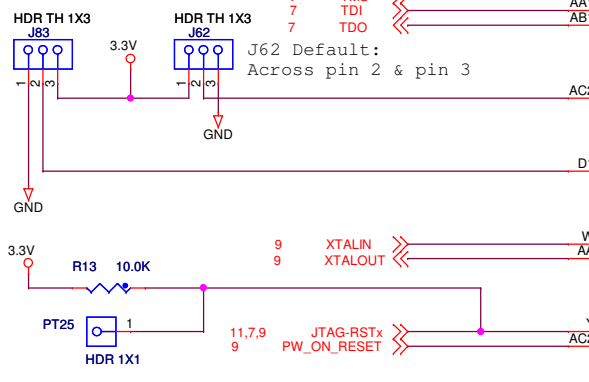 7 TDI
7 TDO
HDR TH 1X3
J83
HDR TH 1X3
J62
3.3V
J62 Default:
Across pin 2 & pin 3
1
2
3
1
2
3
GND
GND
3.3V
R13 10.0K
PT25
1
HDR 1X1
9 XTALIN
9 XTALOUT
11,7,9 JTAG-RSTx
9 PW_ON_RESET